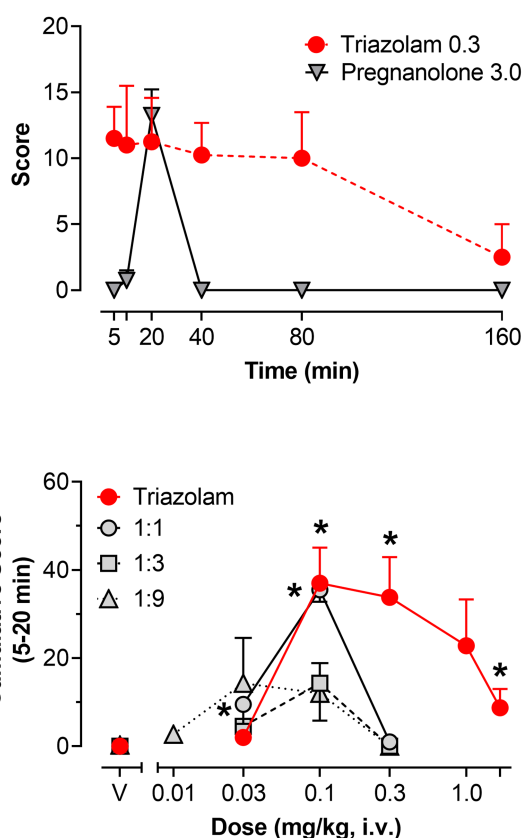 20
15
10
5
0
Score
Triazolam 0.3
Pregnanolone 3.0
5 20 40 80 160
Time (min)
60
40
20
0
(5-20 min)
Triazolam
1:1
1:3
1:9
*
*
*
*
*
V 0.01 0.03 0.1 0.3 1.0
Dose (mg/kg, i.v.)